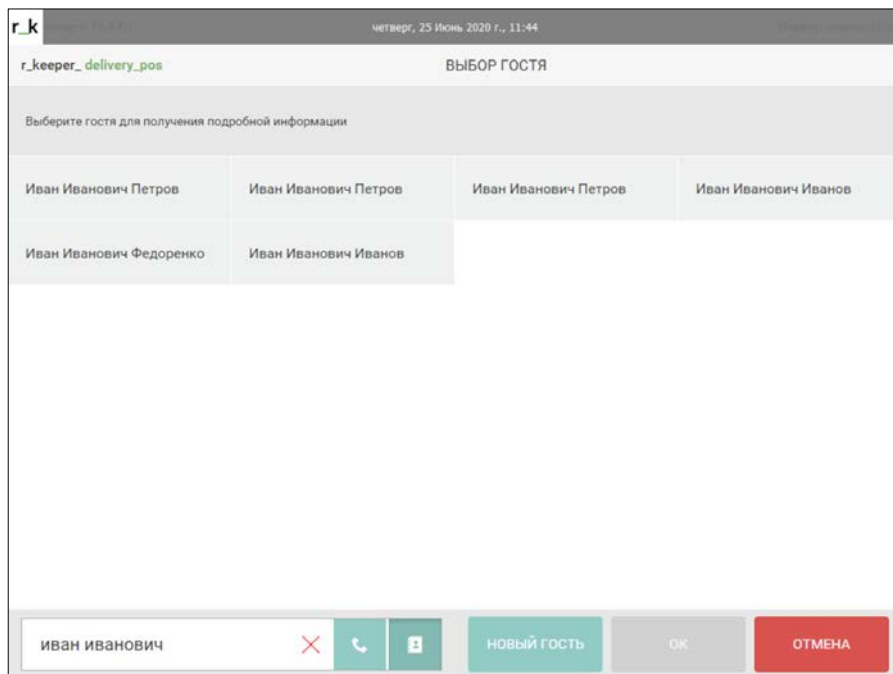 r_k четверг, 25 Июнь 2020 г., 11:44
r_keeper_ delivery_pos ВЫБОР ГОСТЯ
Выберите гостя для получения подробной информации
Иван Иванович Петров Иван Иванович Петров Иван Иванович Петров Иван Иванович Иванов
Иван Иванович Федоренко Иван Иванович Иванов
иван иванович НОВЫЙ ГОСТЬ OK ОТМЕНА